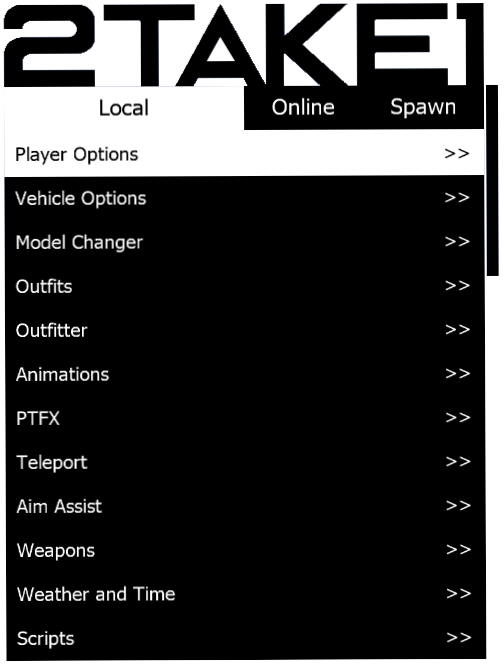 2TAKE1
Local Online Spawn
Player Options >>
Vehicle Options >>
Model Changer >>
Outfits >>
Outfitter >>
Animations >>
PTFX >>
Teleport >>
Aim Assist >>
Weapons >>
Weather and Time >>
Scripts >>